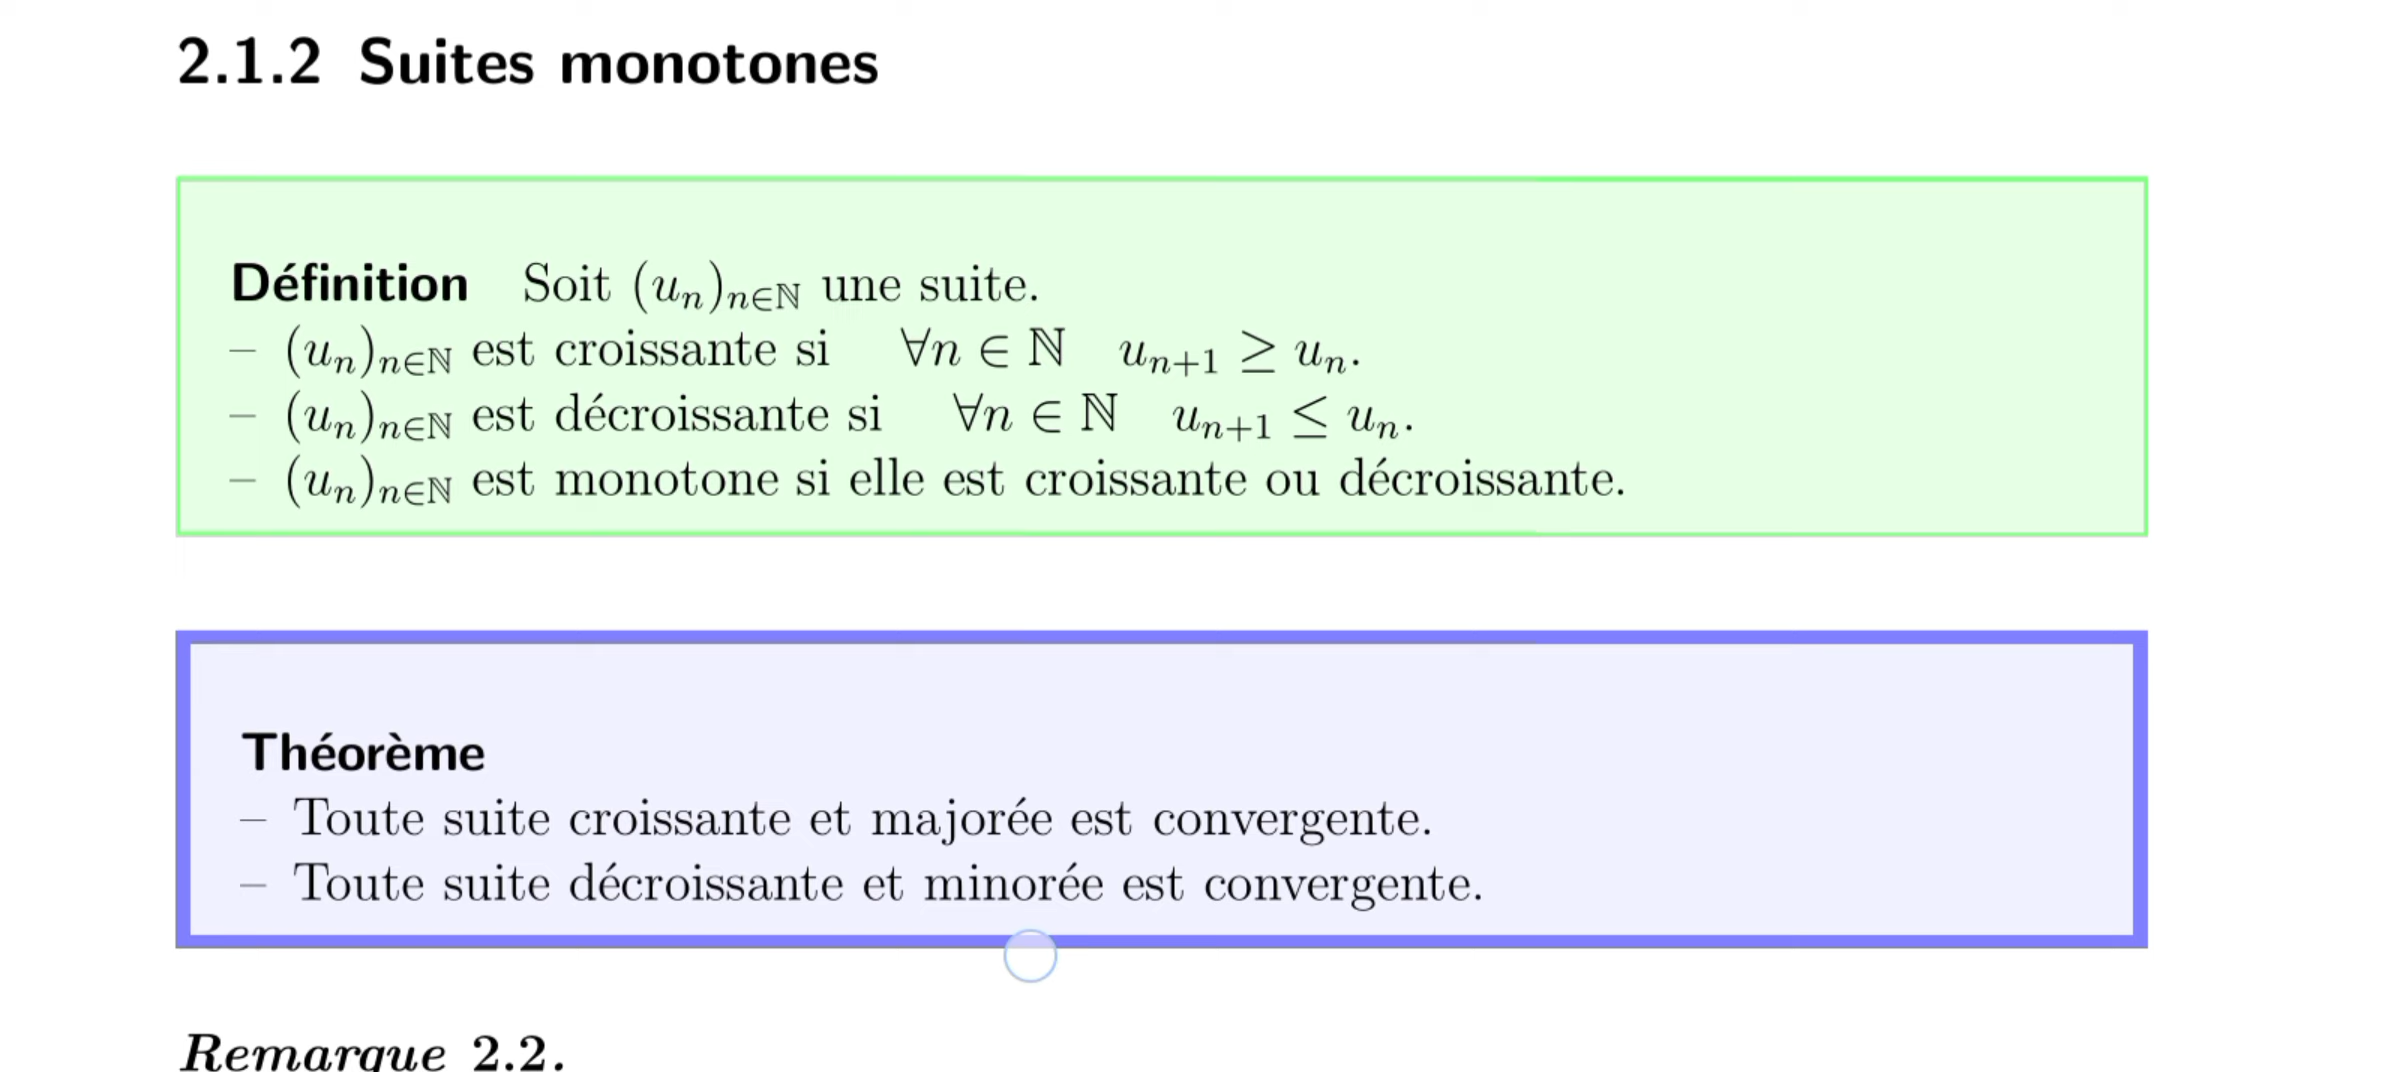 2.1.2 Suites monotones
Définition Soit (uₙ)ₙ∈ℕ une suite.
– (uₙ)ₙ∈ℕ est croissante si ∀n ∈ ℕ uₙ₊₁ ≥ uₙ.
– (uₙ)ₙ∈ℕ est décroissante si ∀n ∈ ℕ uₙ₊₁ ≤ uₙ.
– (uₙ)ₙ∈ℕ est monotone si elle est croissante ou décroissante.
Théorème
– Toute suite croissante et majorée est convergente.
– Toute suite décroissante et minorée est convergente.
Remarque 2.2.